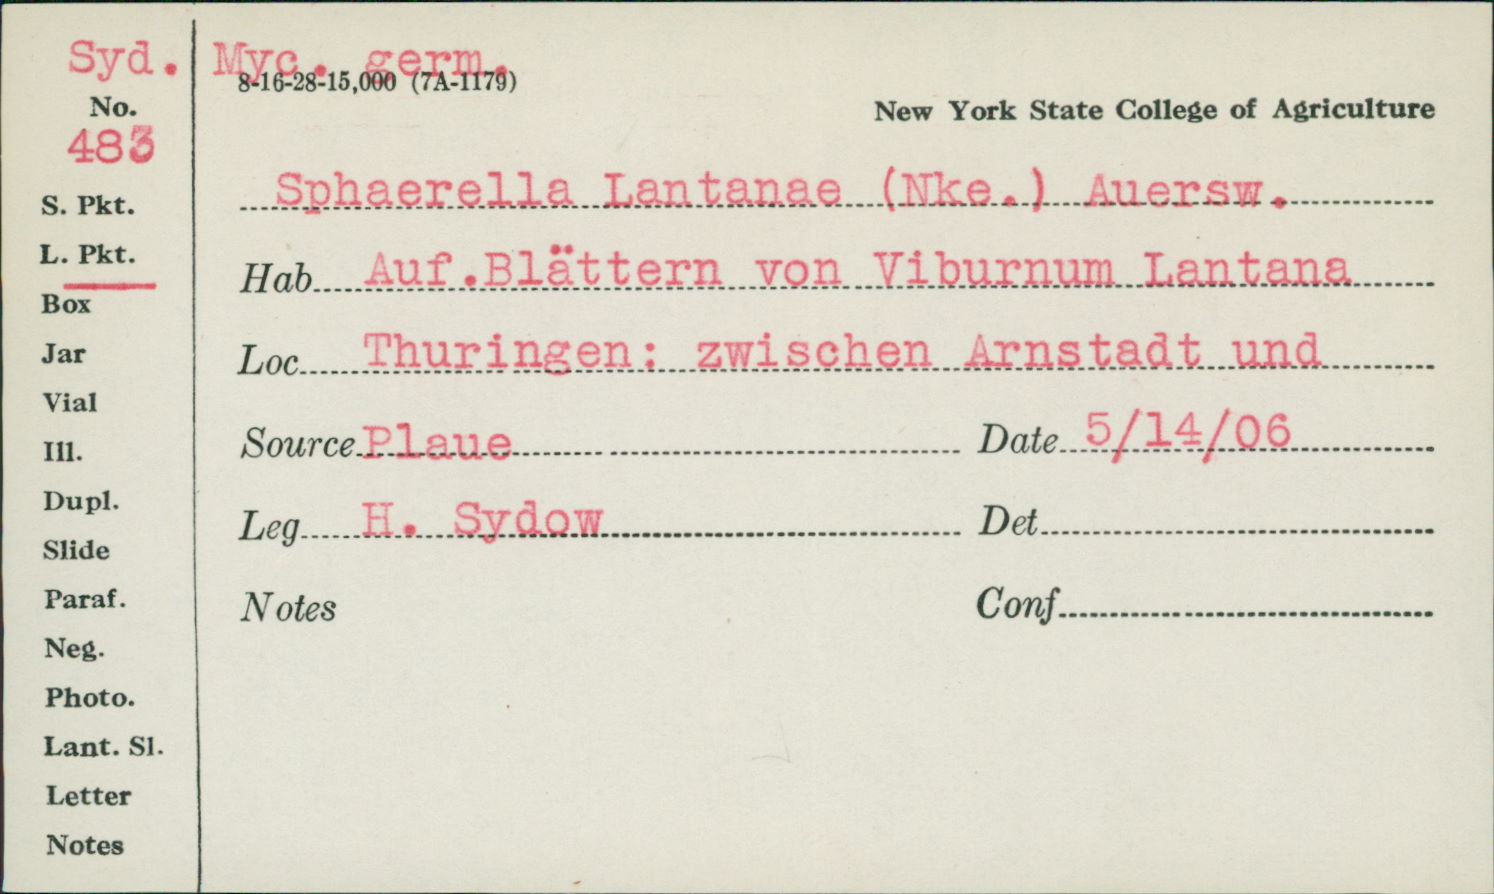 Syd. Myc. germ.
8-16-28-15,000 (7A-1179)
No.
New York State College of Agriculture
483
Sphaerella Lantanae (Nke.) Auersw.
S. Pkt.
L. Pkt.
Hab Auf.Blättern von Viburnum Lantana
Box
Jar
Loc Thuringen: zwischen Arnstadt und
Vial
Ill.
Source Plaue Date 5/14/06
Dupl.
Leg H. Sydow Det
Slide
Paraf.
Notes Conf
Neg.
Photo.
Lant. Sl.
Letter
Notes